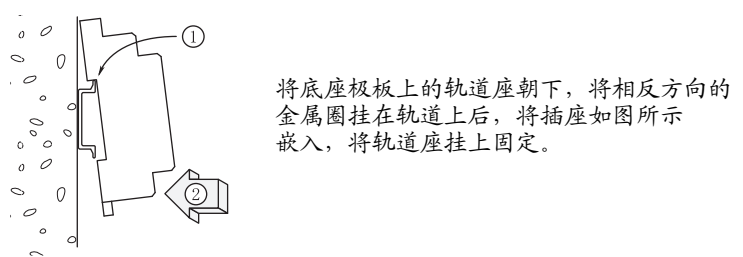 ①
将底座极板上的轨道座朝下，将相反方向的
金属圈挂在轨道上后，将插座如图所示
嵌入，将轨道座挂上固定。
②